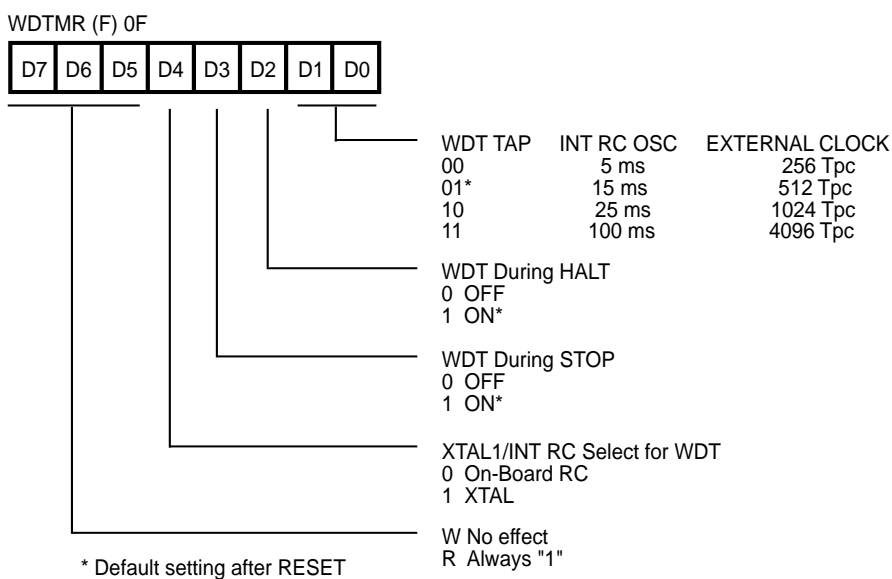 WDTMR (F) 0F
D7 D6 D5 D4 D3 D2 D1 D0
WDT TAP INT RC OSC EXTERNAL CLOCK
00 5 ms 256 Tpc
01* 15 ms 512 Tpc
10 25 ms 1024 Tpc
11 100 ms 4096 Tpc
WDT During HALT
0 OFF
1 ON*
WDT During STOP
0 OFF
1 ON*
XTAL1/INT RC Select for WDT
0 On-Board RC
1 XTAL
W No effect
R Always "1"
* Default setting after RESET